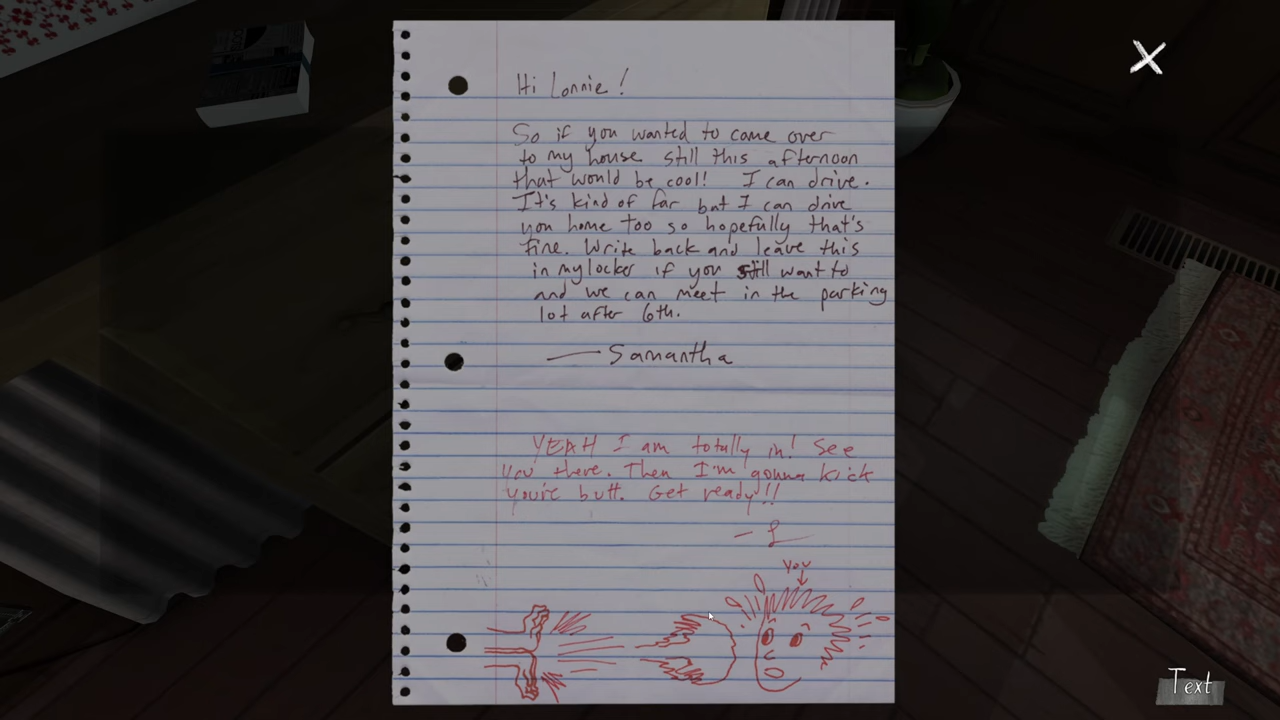 Hi Lonnie!
So if you wanted to come over
to my house still this afternoon
that would be cool! I can drive.
It's kind of far but I can drive
you home too so hopefully that's
fine. Write back and leave this
in my locker if you still want to
and we can meet in the parking
lot after 6th.
— Samantha
YEAH I am totally in! See
you there. Then I'm gonna kick
you're butt. Get ready!!
- L
YOU
Text